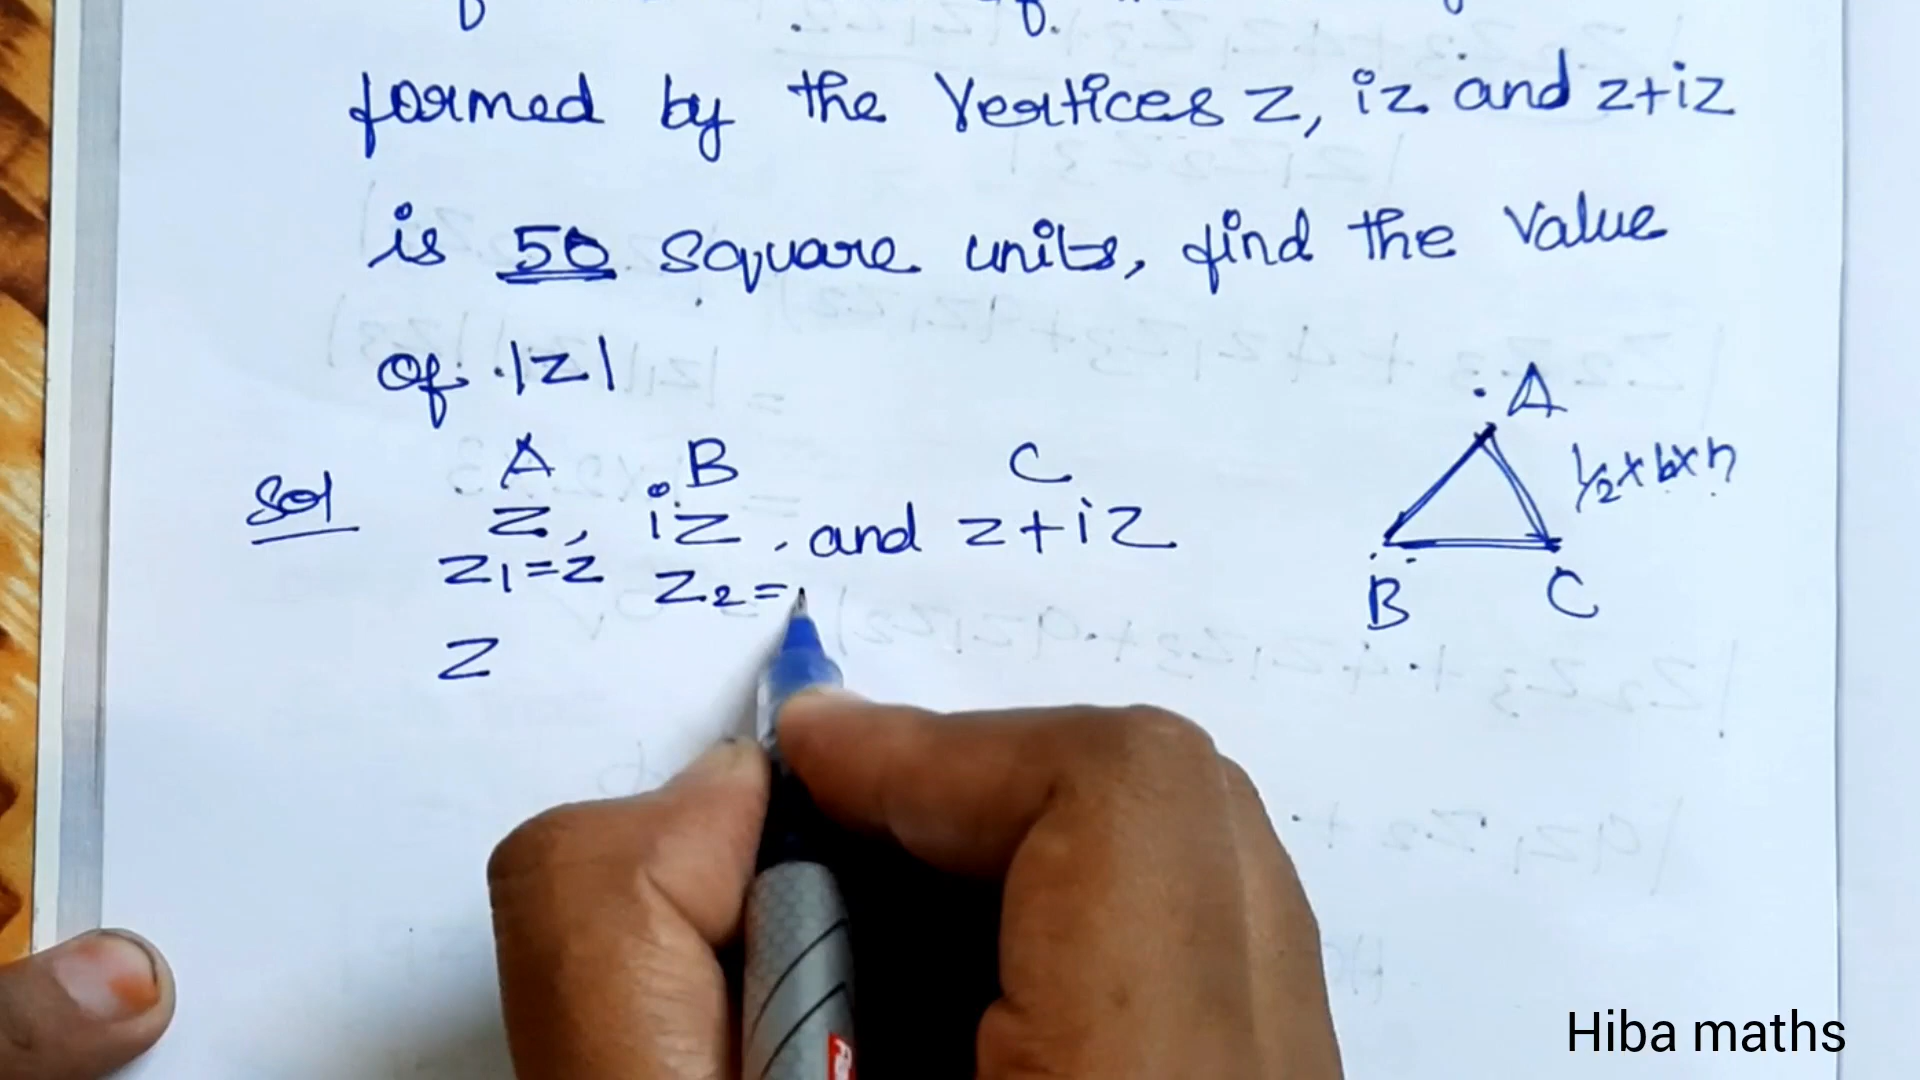 formed by the Vertices z, iz and z+iz
is 50 square units, find the value
of |z|
Sol
A B C
z, iz, and z+iz
z1=z z2=
z
A
1/2 x b x h
B C
Hiba maths